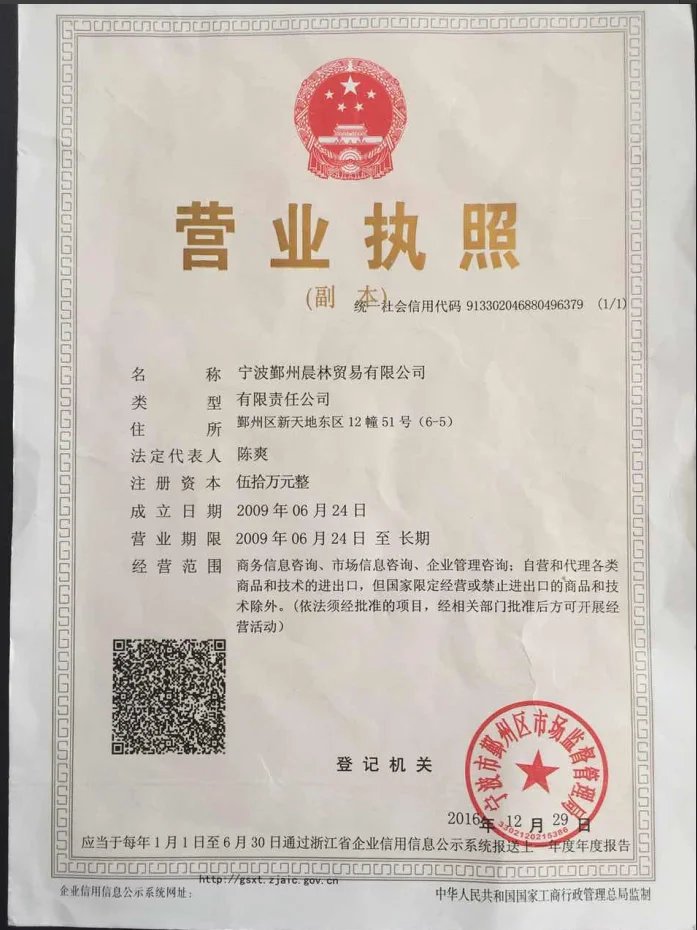 营业执照
(副 本)
统一社会信用代码 913302046880496379 (1/1)
名称 宁波鄞州晨林贸易有限公司
类型 有限责任公司
住所 鄞州区新天地东区12幢51号(6-5)
法定代表人 陈爽
注册资本 伍拾万元整
成立日期 2009年06月24日
营业期限 2009年06月24日至 长期
经营范围 商务信息咨询、市场信息咨询、企业管理咨询;自营和代理各类
商品和技术的进出口,但国家限定经营或禁止进出口的商品和技
术除外。(依法须经批准的项目,经相关部门批准后方可开展经
营活动)
登记机关
宁波市鄞州区市场监督管理局
3302120215386
2016年 12月 29日
应当于每年1月1日至6月30日通过浙江省企业信用信息公示系统报送上一年度年度报告
http://gsxt.zjaic.gov.cn
企业信用信息公示系统网址:
中华人民共和国国家工商行政管理总局监制